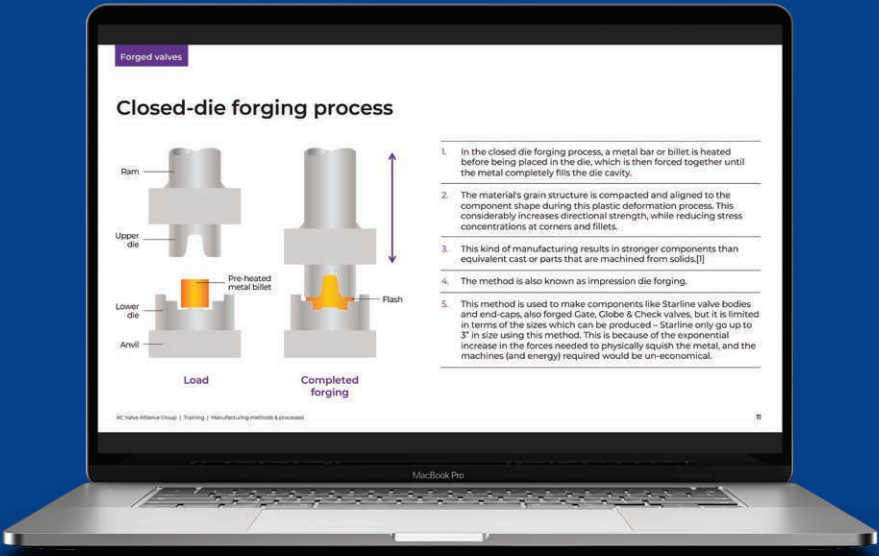 Forged valves
Closed-die forging process
Ram
Upper
die
Pre-heated
metal billet
Lower
die
Anvil
Flash
Load
Completed
forging
1. In the closed die forging process, a metal bar or billet is heated
before being placed in the die, which is then forced together until
the metal completely fills the die cavity.
2. The material's grain structure is compacted and aligned to the
component shape during this plastic deformation process. This
considerably increases directional strength, while reducing stress
concentrations at corners and fillets.
3. This kind of manufacturing results in stronger components than
equivalent cast or parts that are machined from solids.[1]
4. The method is also known as impression die forging.
5. This method is used to make components like Starline valve bodies
and end-caps, also forged Gate, Globe & Check valves, but it is limited
in terms of the sizes which can be produced – Starline only go up to
3" in size using this method. This is because of the exponential
increase in the forces needed to physically squish the metal, and the
machines (and energy) required would be un-economical.
AC Valve Alliance Group | Training | Manufacturing methods & processes
11
MacBook Pro